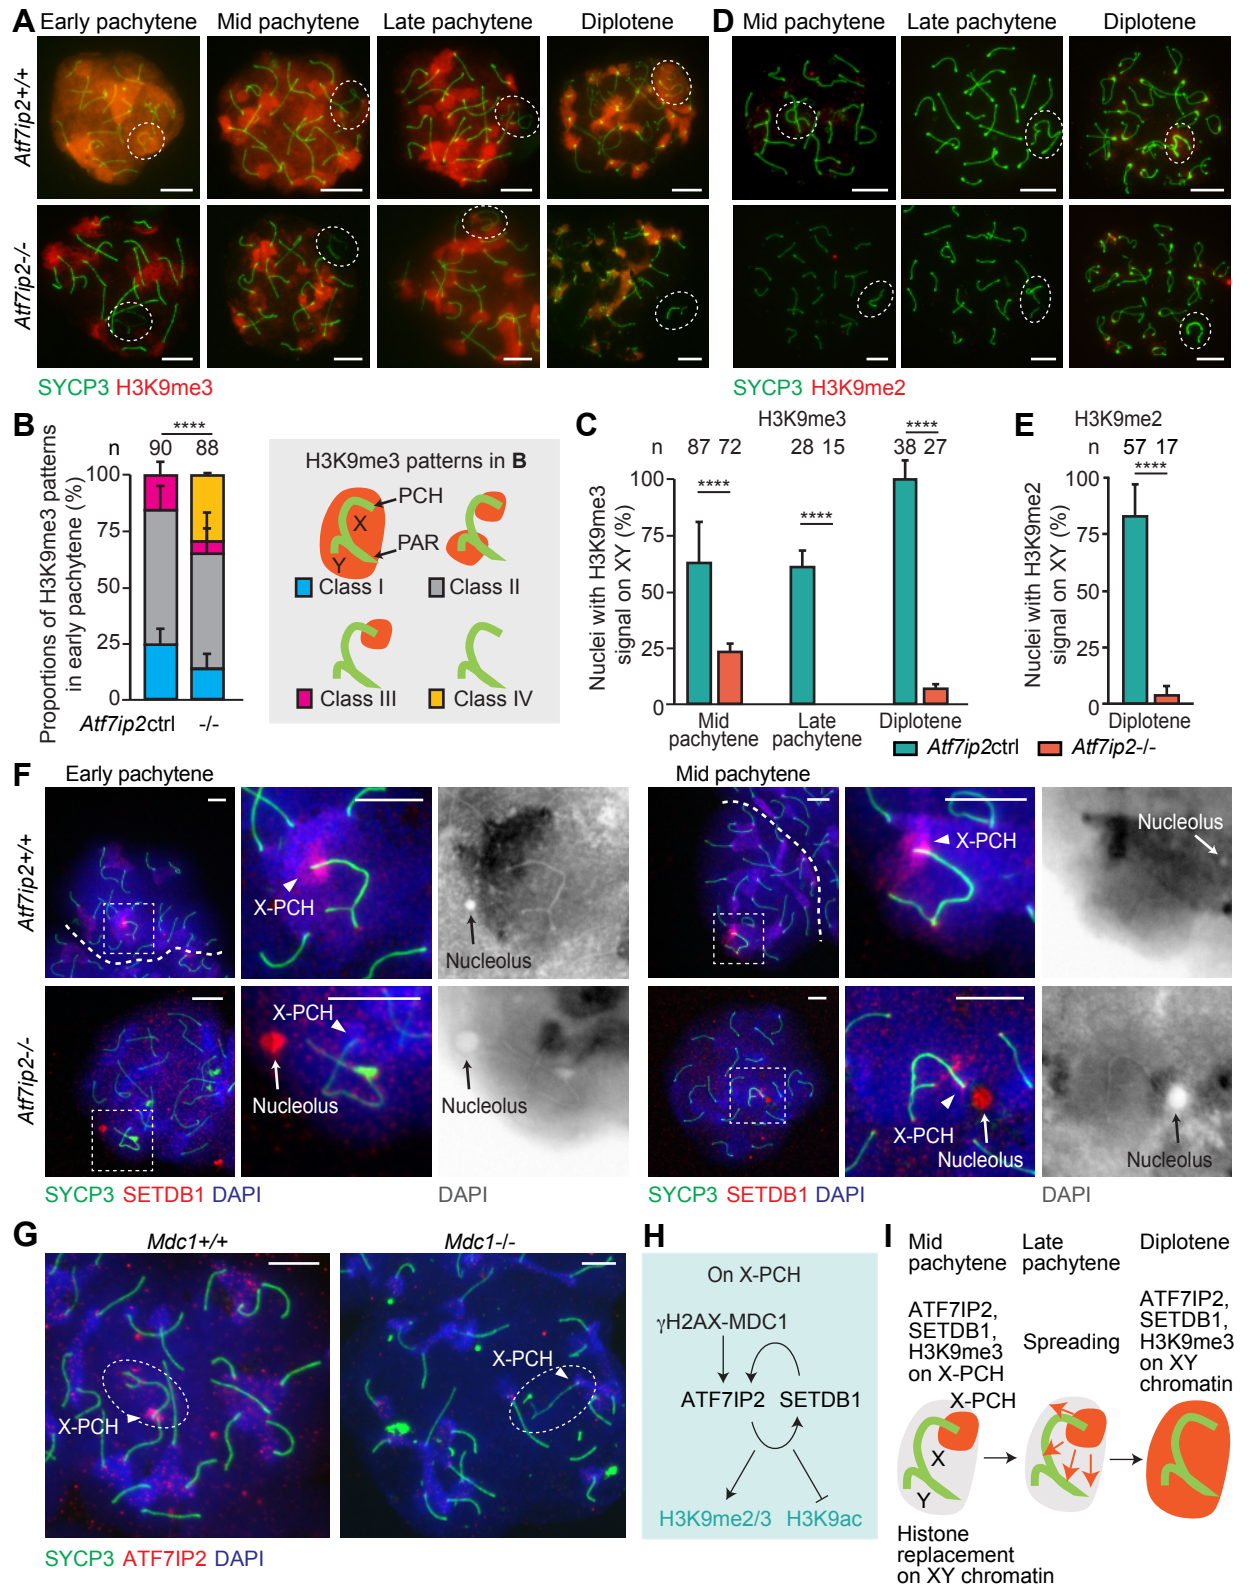 A
Early pachytene
Mid pachytene
Late pachytene
Diplotene
Atf7ip2+/+
Atf7ip2-/-
SYCP3 H3K9me3
D
Mid pachytene
Late pachytene
Diplotene
SYCP3 H3K9me2
B
Proportions of H3K9me3 patterns
in early pachytene (%)
****
n
90
88
100
75
50
25
0
Atf7ip2ctrl
-/-
H3K9me3 patterns in B
PCH
X
PAR
Y
Class I
Class II
Class III
Class IV
C
H3K9me3
Nuclei with H3K9me3
signal on XY (%)
n
87 72
28 15
****
38 27
100
75
50
25
0
****
****
Mid
pachytene
Late
pachytene
Diplotene
E
H3K9me2
Nuclei with H3K9me2
signal on XY (%)
n
57 17
****
100
75
50
25
0
Diplotene
Atf7ip2ctrl
Atf7ip2-/-
F
Early pachytene
Mid pachytene
Atf7ip2+/+
X-PCH
Nucleolus
X-PCH
Nucleolus
Atf7ip2-/-
X-PCH
Nucleolus
Nucleolus
X-PCH
Nucleolus
Nucleolus
SYCP3 SETDB1 DAPI
DAPI
SYCP3 SETDB1 DAPI
DAPI
G
Mdc1+/+
Mdc1-/-
X-PCH
X-PCH
SYCP3 ATF7IP2 DAPI
H
On X-PCH
γH2AX-MDC1
ATF7IP2
SETDB1
H3K9me2/3
H3K9ac
I
Mid
pachytene
Late
pachytene
Diplotene
ATF7IP2,
SETDB1,
H3K9me3
on X-PCH
Spreading
ATF7IP2,
SETDB1,
H3K9me3
on XY
chromatin
X-PCH
X
Y
Histone
replacement
on XY chromatin